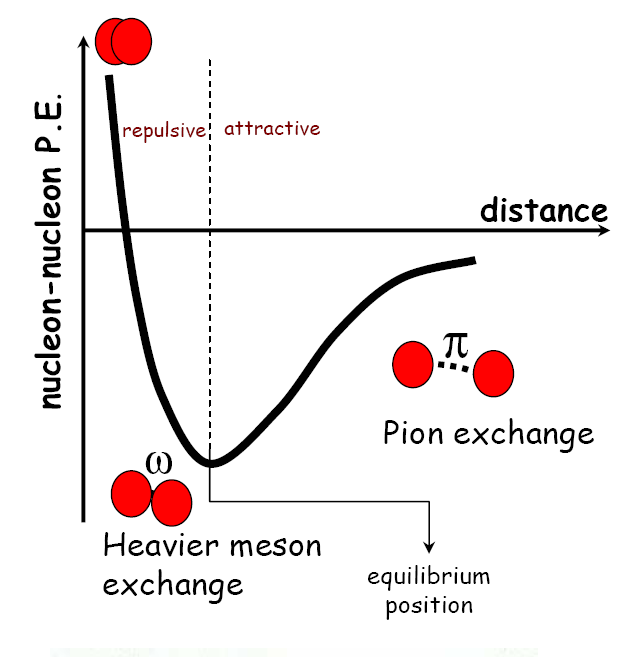 nucleon-nucleon P.E.
repulsive
attractive
distance
π
Pion exchange
ω
Heavier meson
exchange
equilibrium
position